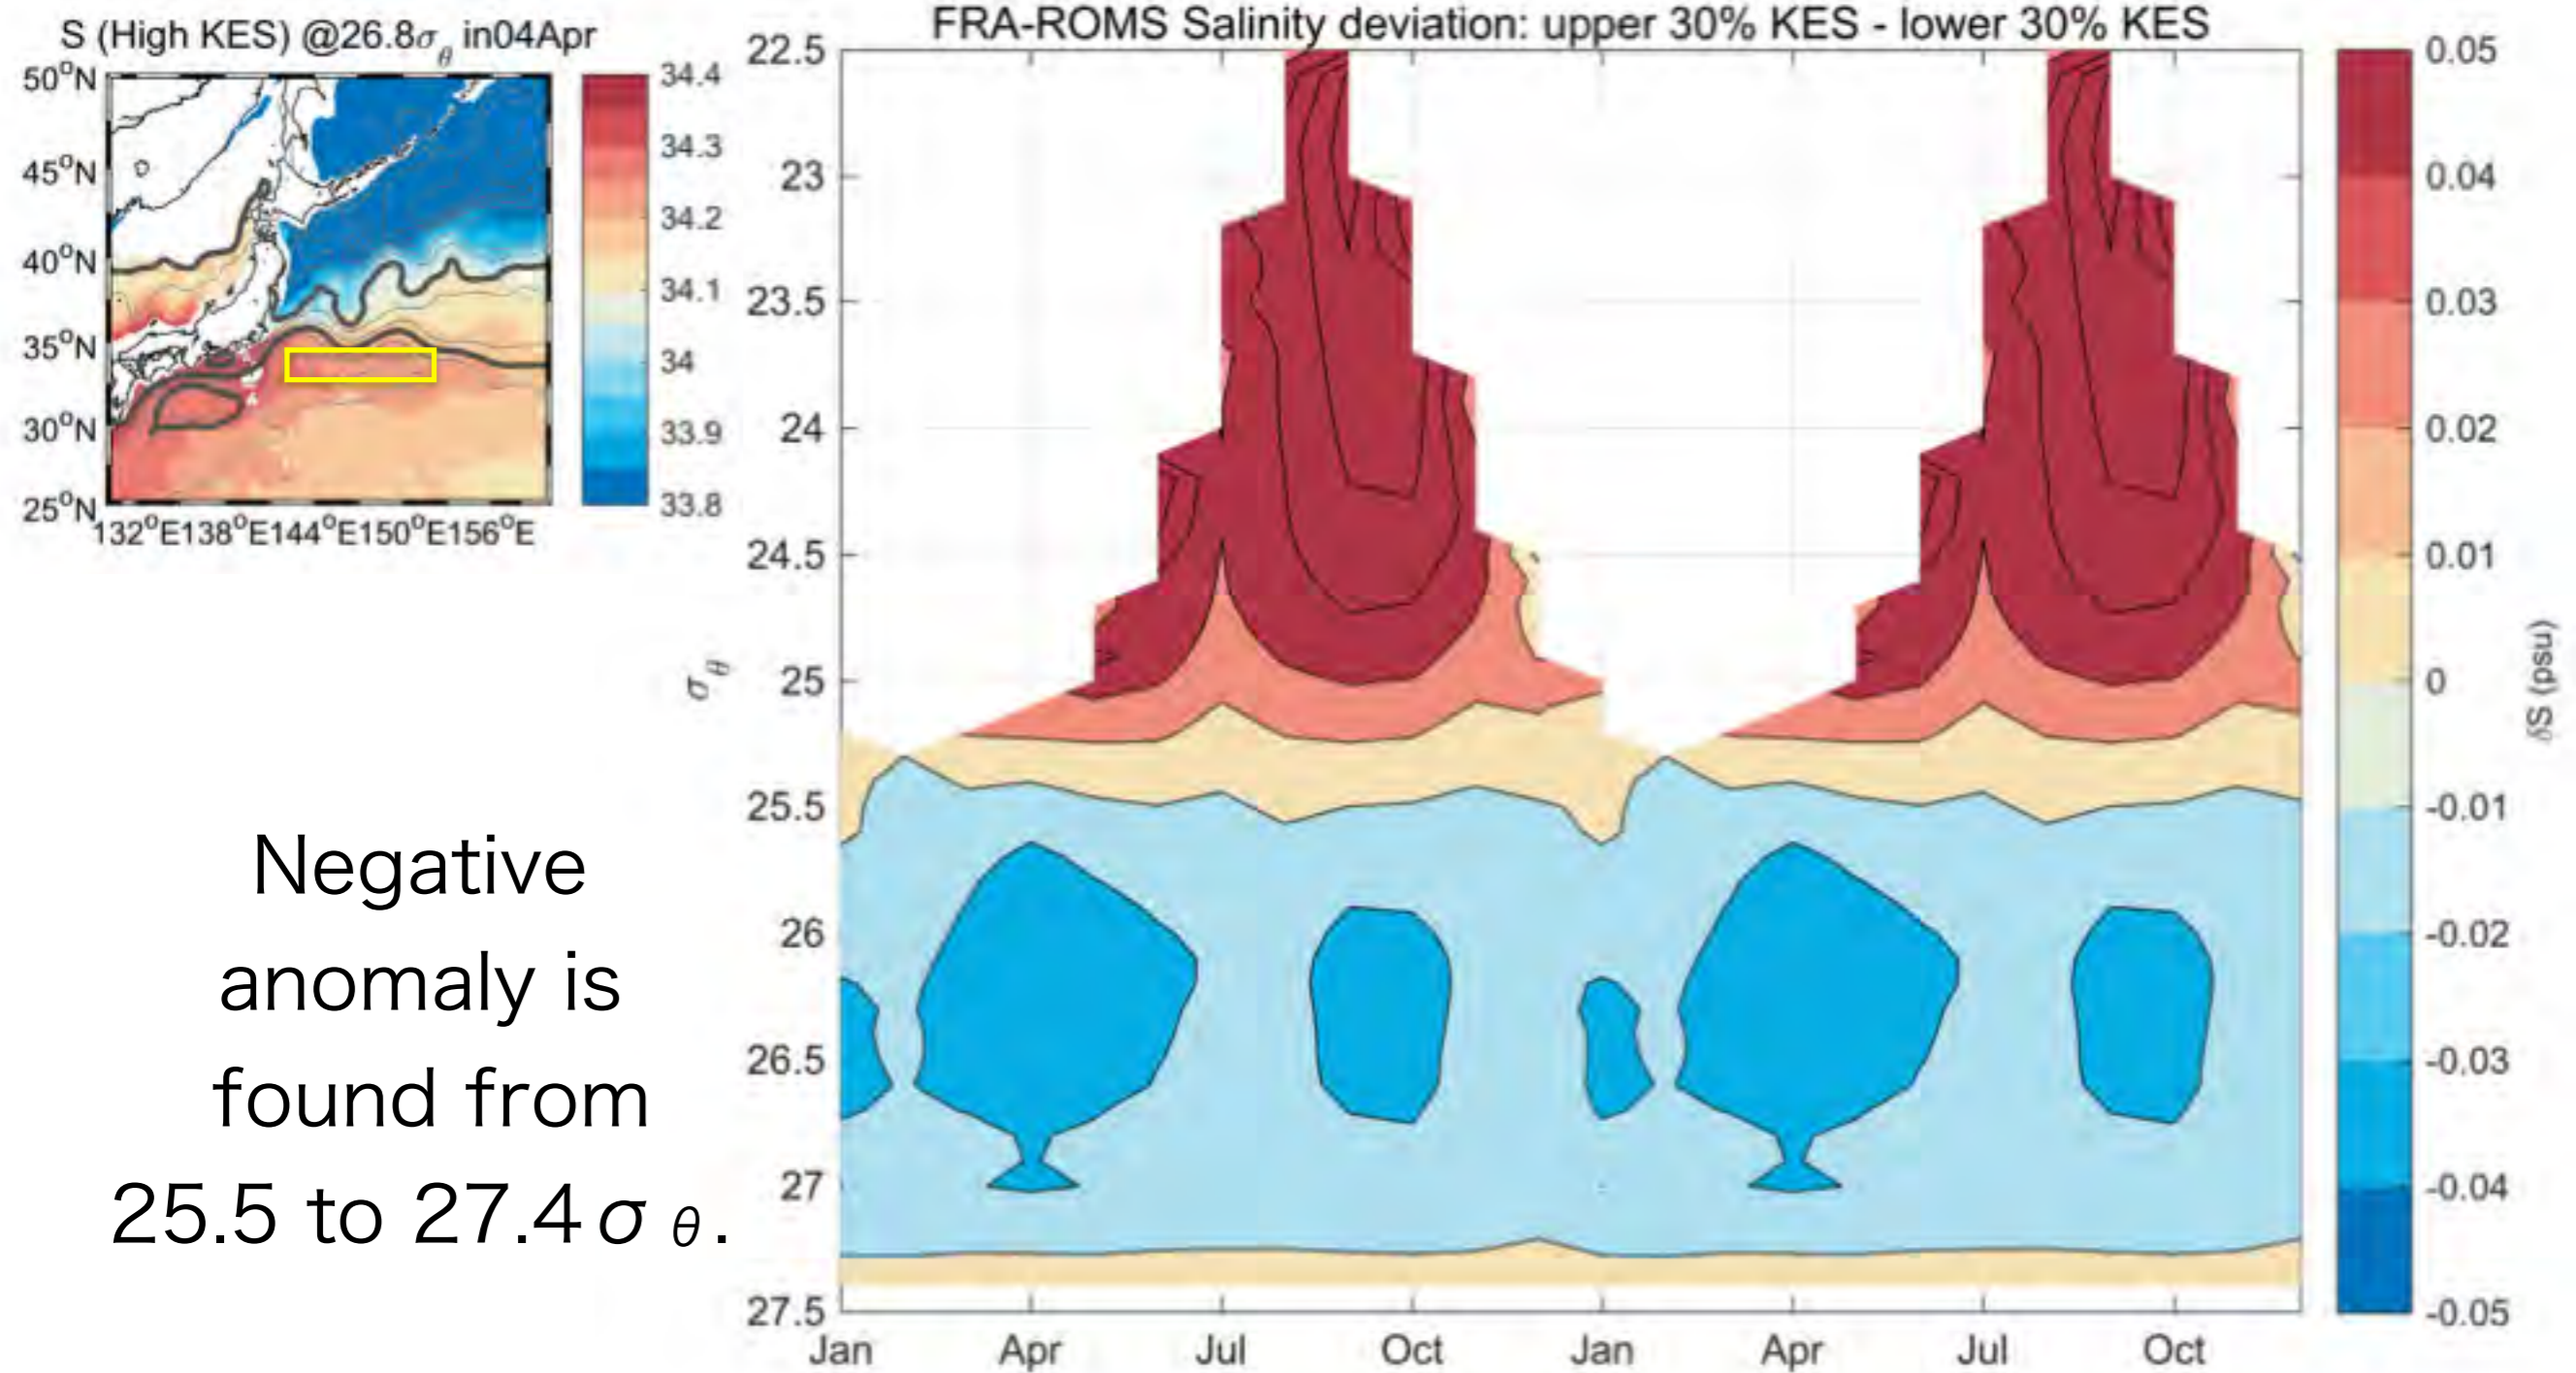 S (High KES) @26.8σθ in04Apr
50°N
45°N
40°N
35°N
30°N
25°N
132°E138°E144°E150°E156°E
34.4
34.3
34.2
34.1
34
33.9
33.8
Negative
anomaly is
found from
25.5 to 27.4σ θ.
FRA-ROMS Salinity deviation: upper 30% KES - lower 30% KES
σθ
22.5
23
23.5
24
24.5
25
25.5
26
26.5
27
27.5
Jan Apr Jul Oct Jan Apr Jul Oct
0.05
0.04
0.03
0.02
0.01
0
-0.01
-0.02
-0.03
-0.04
-0.05
δS (psu)